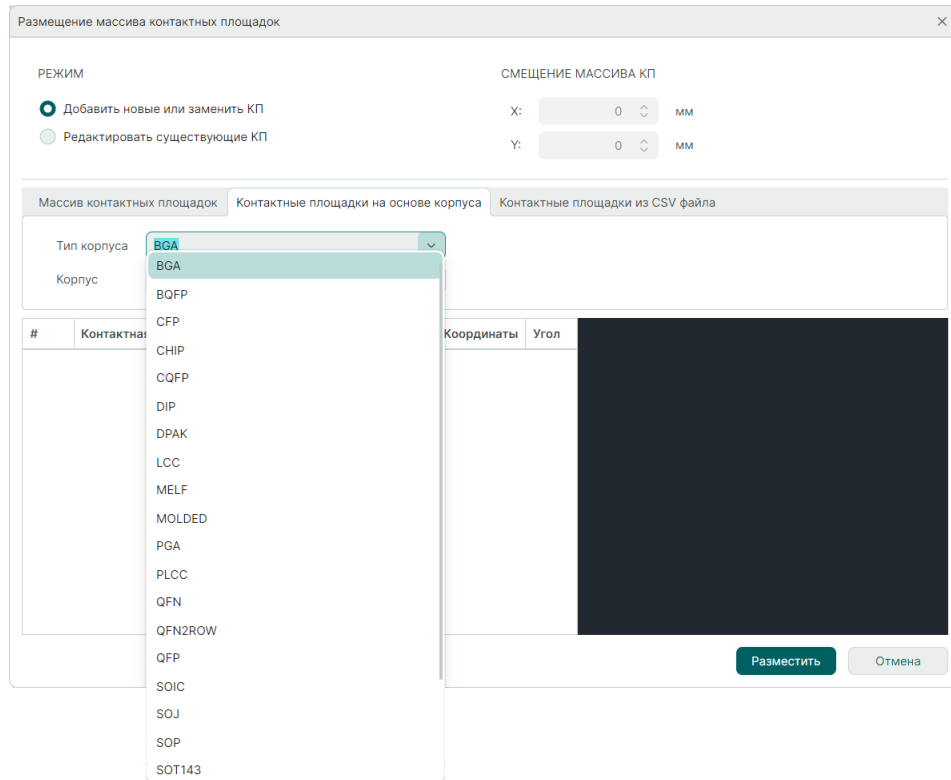 Размещение массива контактных площадок
РЕЖИМ
СМЕЩЕНИЕ МАССИВА КП
Добавить новые или заменить КП
X: 0 мм
Редактировать существующие КП
Y: 0 мм
Массив контактных площадок Контактные площадки на основе корпуса Контактные площадки из CSV файла
Тип корпуса BGA
Корпус
# Контактная Координаты Угол
BGA
BQFP
CFP
CHIP
CQFP
DIP
DPAK
LCC
MELF
MOLDED
PGA
PLCC
QFN
QFN2ROW
QFP
SOIC
SOJ
SOP
SOT143
Разместить Отмена